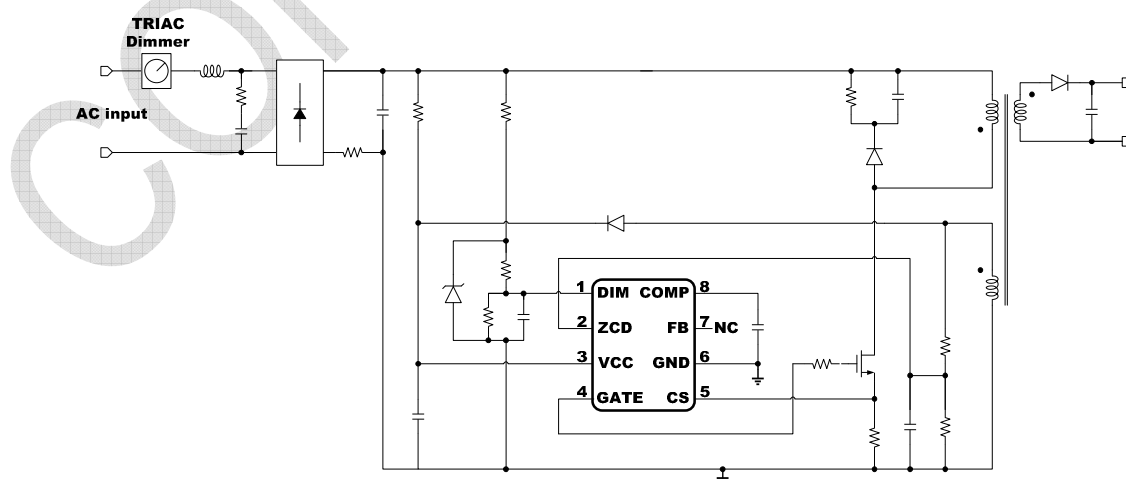 TRIAC
Dimmer
AC input
1 DIM COMP 8
2 ZCD FB 7 NC
3 VCC GND 6
4 GATE CS 5